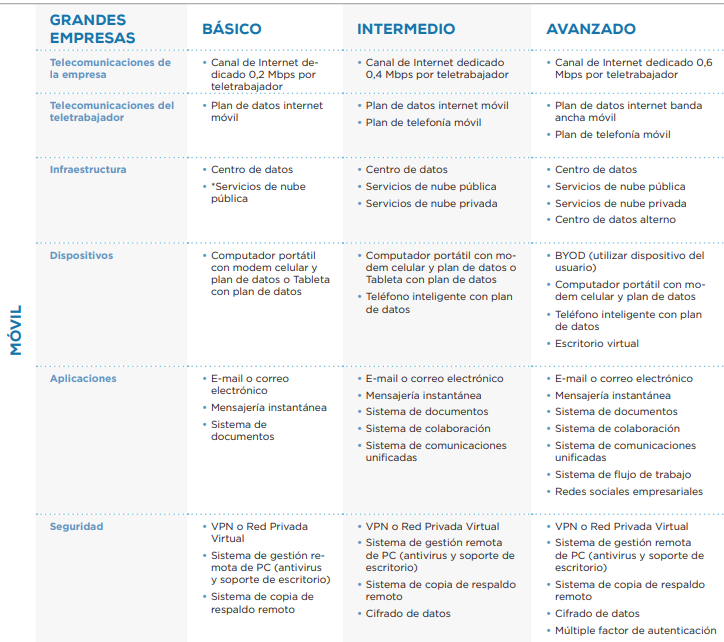 GRANDES
EMPRESAS
BÁSICO
INTERMEDIO
AVANZADO
MÓVIL
Telecomunicaciones de
la empresa
• Canal de Internet de-
dicado 0,2 Mbps por
teletrabajador
• Canal de Internet dedicado
0,4 Mbps por teletrabajador
• Canal de Internet dedicado 0,6
Mbps por teletrabajador
Telecomunicaciones del
teletrabajador
• Plan de datos internet
móvil
• Plan de datos internet móvil
• Plan de telefonía móvil
• Plan de datos internet banda
ancha móvil
• Plan de telefonía móvil
Infraestructura
• Centro de datos
• *Servicios de nube
pública
• Centro de datos
• Servicios de nube pública
• Servicios de nube privada
• Centro de datos
• Servicios de nube pública
• Servicios de nube privada
• Centro de datos alterno
Dispositivos
• Computador portátil
con modem celular y
plan de datos o Tableta
con plan de datos
• Computador portátil con mo-
dem celular y plan de datos o
Tableta con plan de datos
• Teléfono inteligente con plan
de datos
• BYOD (utilizar dispositivo del
usuario)
• Computador portátil con mo-
dem celular y plan de datos
• Teléfono inteligente con plan
de datos
• Escritorio virtual
Aplicaciones
• E-mail o correo
electrónico
• Mensajería instantánea
• Sistema de
documentos
• E-mail o correo electrónico
• Mensajería instantánea
• Sistema de documentos
• Sistema de colaboración
• Sistema de comunicaciones
unificadas
• E-mail o correo electrónico
• Mensajería instantánea
• Sistema de documentos
• Sistema de colaboración
• Sistema de comunicaciones
unificadas
• Sistema de flujo de trabajo
• Redes sociales empresariales
Seguridad
• VPN o Red Privada
Virtual
• Sistema de gestión re-
mota de PC (antivirus
y soporte de escritorio)
• Sistema de copia de
respaldo remoto
• VPN o Red Privada Virtual
• Sistema de gestión remota
de PC (antivirus y soporte de
escritorio)
• Sistema de copia de respaldo
remoto
• Cifrado de datos
• VPN o Red Privada Virtual
• Sistema de gestión remota
de PC (antivirus y soporte de
escritorio)
• Sistema de copia de respaldo
remoto
• Cifrado de datos
• Múltiple factor de autenticación